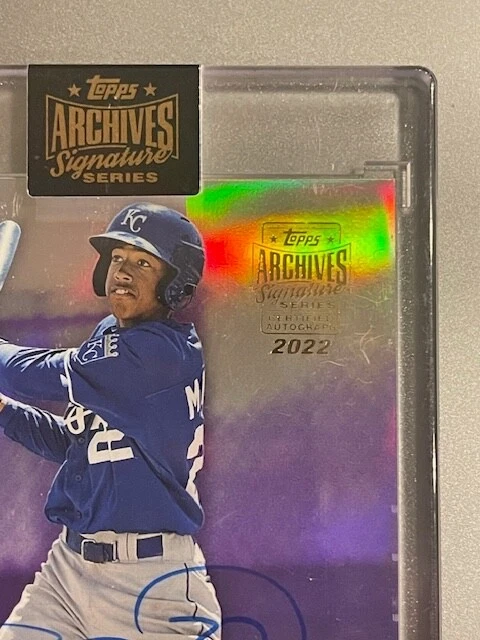 Topps
ARCHIVES
Signature
SERIES
KC
Topps
ARCHIVES
Signature
SERIES
CERTIFIED
AUTOGRAPH
2022
KC